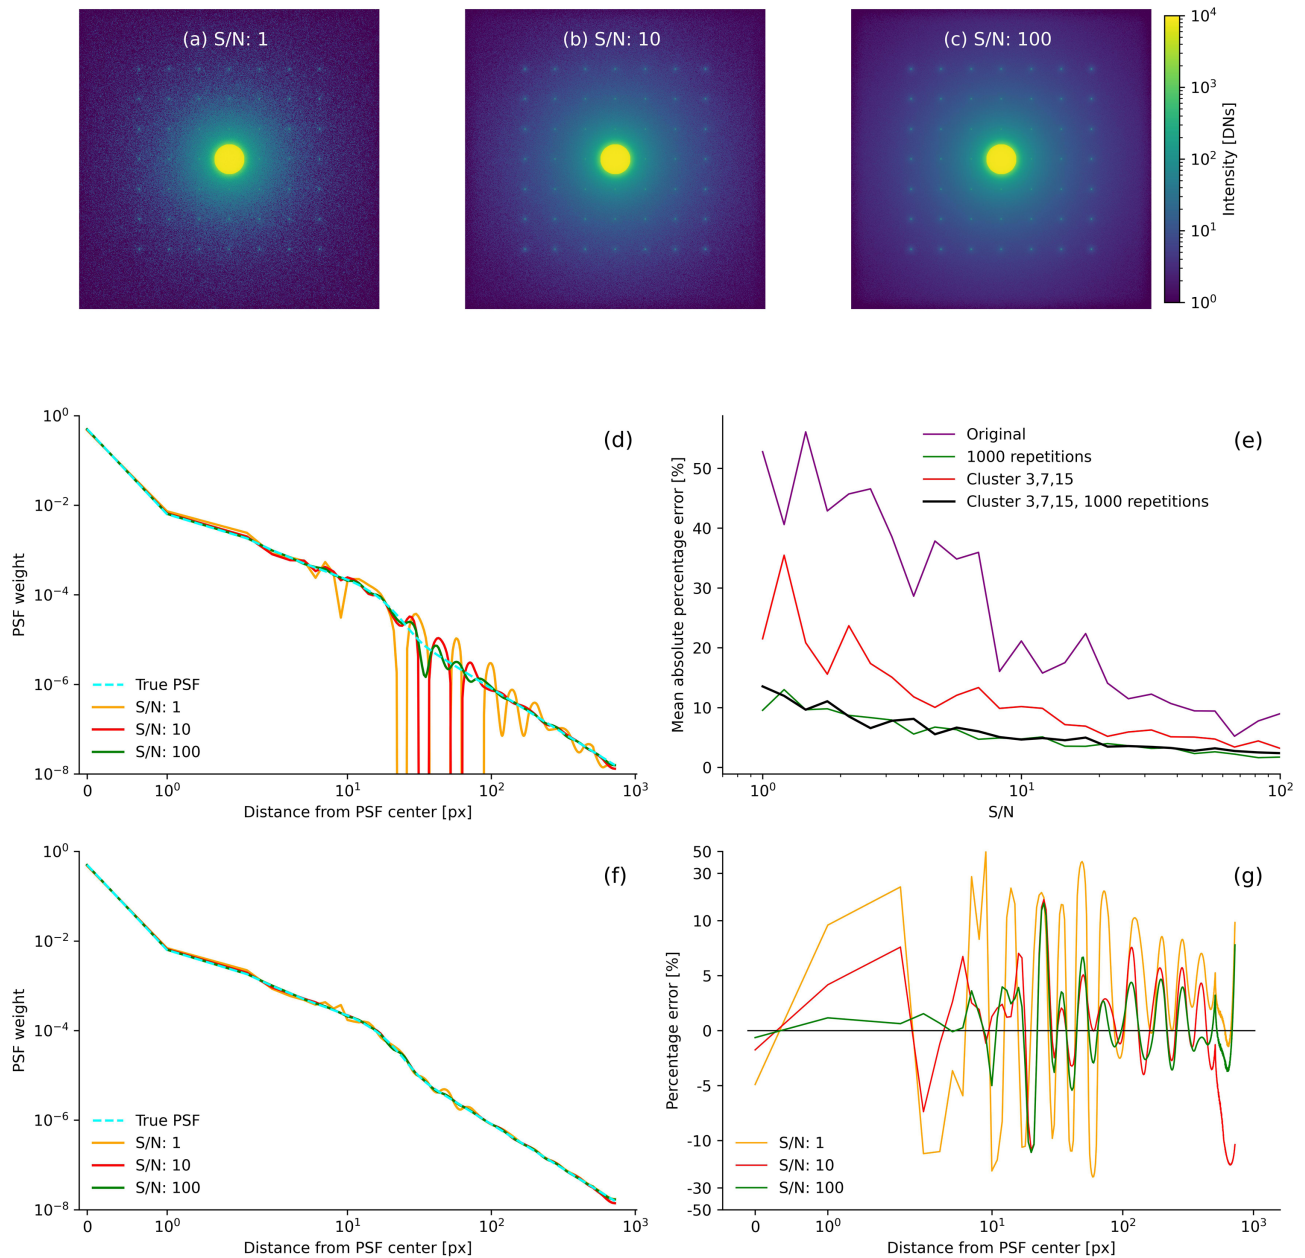 (a) S/N: 1
(b) S/N: 10
(c) S/N: 100
10⁴
10³
10²
10¹
10⁰
Intensity [DNs]
(d)
PSF weight
10⁰
10⁻²
10⁻⁴
10⁻⁶
10⁻⁸
True PSF
S/N: 1
S/N: 10
S/N: 100
0
10⁰
10¹
10²
10³
Distance from PSF center [px]
(e)
Mean absolute percentage error [%]
50
40
30
20
10
0
Original
1000 repetitions
Cluster 3,7,15
Cluster 3,7,15, 1000 repetitions
10⁰
10¹
10²
S/N
(f)
PSF weight
10⁰
10⁻²
10⁻⁴
10⁻⁶
10⁻⁸
True PSF
S/N: 1
S/N: 10
S/N: 100
0
10⁰
10¹
10²
10³
Distance from PSF center [px]
(g)
Percentage error [%]
50
30
10
5
0
-5
-10
-30
-50
S/N: 1
S/N: 10
S/N: 100
0
10⁰
10¹
10²
10³
Distance from PSF center [px]